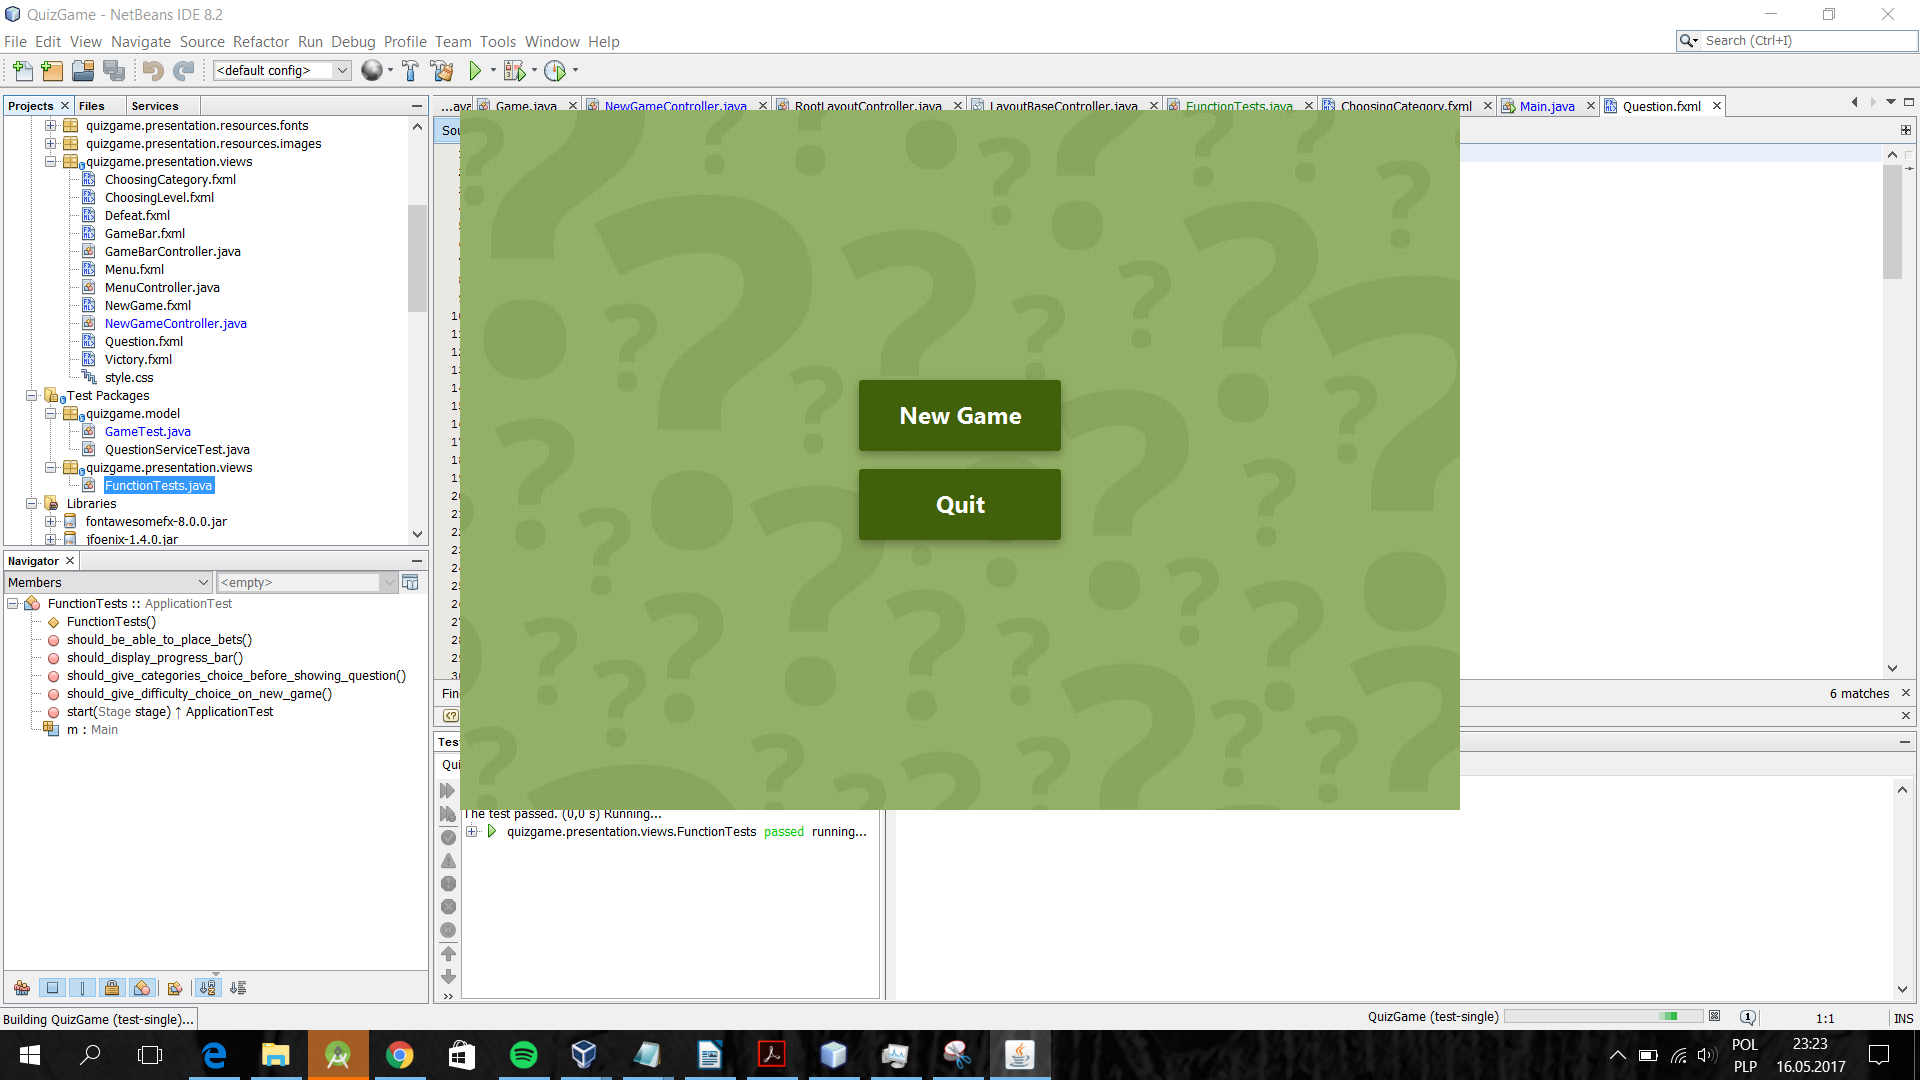 QuizGame - NetBeans IDE 8.2
File Edit View Navigate Source Refactor Run Debug Profile Team Tools Window Help
Search (Ctrl+I)
<default config>
Projects Files Services
...ava Game.java NewGameController.java RootLayoutController.java LayoutBaseController.java FunctionTests.java ChoosingCategory.fxml Main.java Question.fxml
Sou
quizgame.presentation.resources.fonts
quizgame.presentation.resources.images
quizgame.presentation.views
ChoosingCategory.fxml
ChoosingLevel.fxml
Defeat.fxml
GameBar.fxml
GameBarController.java
Menu.fxml
MenuController.java
NewGame.fxml
NewGameController.java
Question.fxml
Victory.fxml
style.css
Test Packages
quizgame.model
GameTest.java
QuestionServiceTest.java
quizgame.presentation.views
FunctionTests.java
Libraries
fontawesomefx-8.0.0.jar
jfoenix-1.4.0.jar
New Game
Quit
Navigator
Members
<empty>
FunctionTests :: ApplicationTest
FunctionTests()
should_be_able_to_place_bets()
should_display_progress_bar()
should_give_categories_choice_before_showing_question()
should_give_difficulty_choice_on_new_game()
start(Stage stage) ↑ ApplicationTest
m : Main
Fin
6 matches
Tes
Qui
The test passed. (0,0 s) Running...
quizgame.presentation.views.FunctionTests passed running...
Building QuizGame (test-single)...
QuizGame (test-single)
1:1
INS
POL
PLP
23:23
16.05.2017